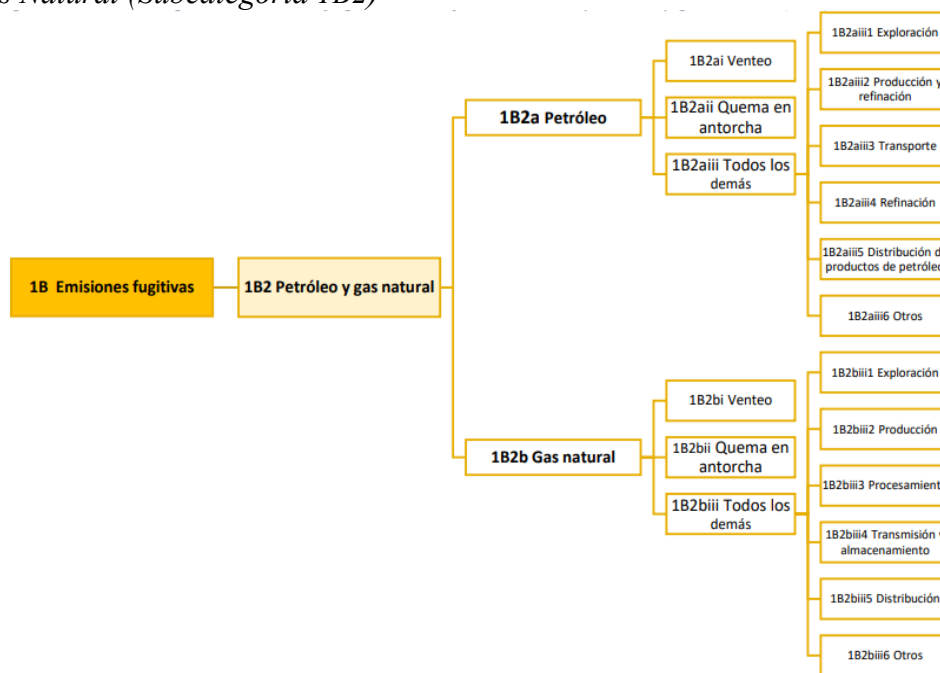 s Natural (Subcategoría 1B2)
1B Emisiones fugitivas
1B2 Petróleo y gas natural
1B2a Petróleo
1B2ai Venteo
1B2aii Quema en
antorcha
1B2aiii Todos los
demás
1B2aiii1 Exploración
1B2aiii2 Producción y
refinación
1B2aiii3 Transporte
1B2aiii4 Refinación
1B2aiii5 Distribución d
productos de petróleo
1B2aiii6 Otros
1B2b Gas natural
1B2bi Venteo
1B2bii Quema en
antorcha
1B2biii Todos los
demás
1B2biii1 Exploración
1B2biii2 Producción
1B2biii3 Procesamient
1B2biii4 Transmisión y
almacenamiento
1B2biii5 Distribución
1B2biii6 Otros